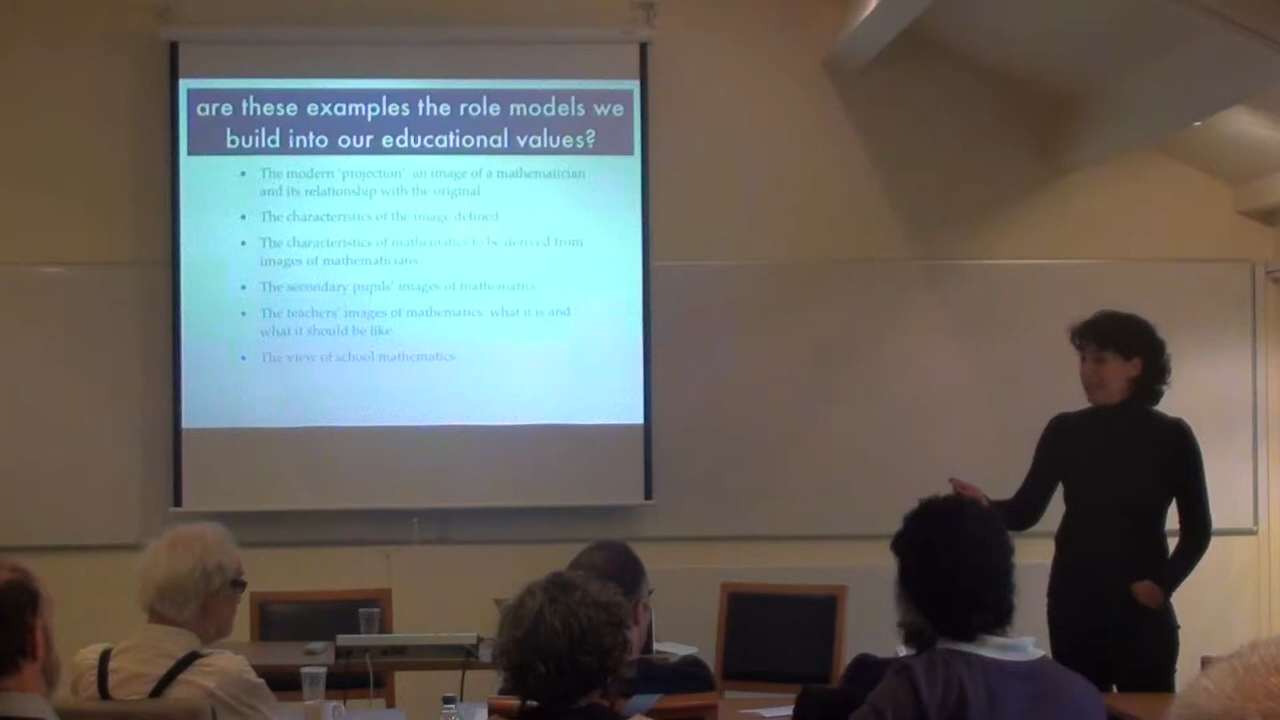 are these examples the role models we
build into our educational values?
• The modern 'projection' an image of a mathematician
and its relationship with the original
• The characteristics of the image defined
• The characteristics of mathematics to be derived from
images of mathematicians
• The secondary pupils' images of mathematics
• The teachers' images of mathematics: what it is and
what it should be like
• The view of school mathematics